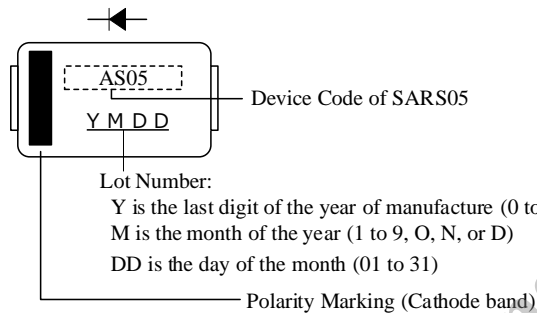 AS05
Device Code of SARS05
Y M D D
Lot Number:
Y is the last digit of the year of manufacture (0 to
M is the month of the year (1 to 9, O, N, or D)
DD is the day of the month (01 to 31)
Polarity Marking (Cathode band)